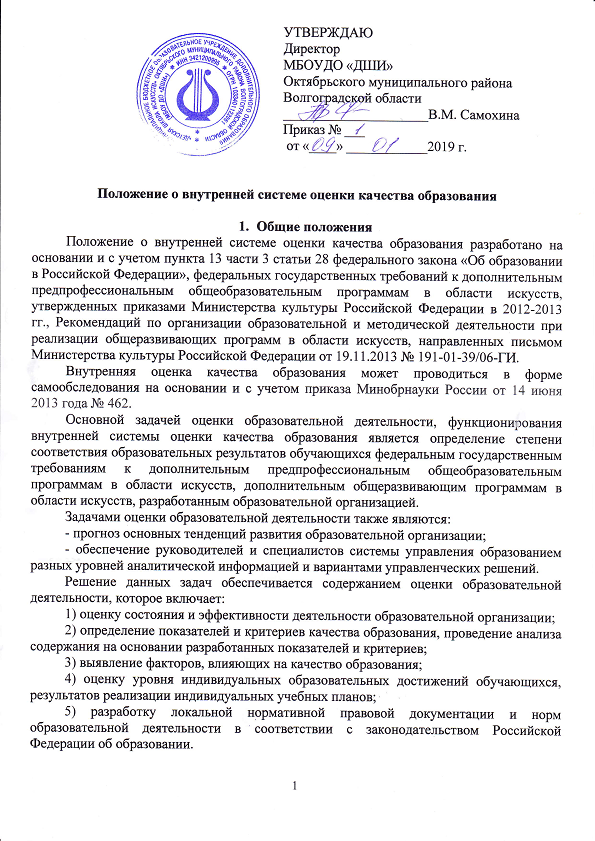 УТВЕРЖДАЮ
Директор
МБОУДО «ДШИ»
Октябрьского муниципального района
Волгоградской области
____________________В.М. Самохина
Приказ № 1
от «09» 01 2019 г.
Положение о внутренней системе оценки качества образования
1. Общие положения
Положение о внутренней системе оценки качества образования разработано на
основании и с учетом пункта 13 части 3 статьи 28 федерального закона «Об образовании
в Российской Федерации», федеральных государственных требований к дополнительным
предпрофессиональным общеобразовательным программам в области искусств,
утвержденных приказами Министерства культуры Российской Федерации в 2012-2013
гг., Рекомендаций по организации образовательной и методической деятельности при
реализации общеразвивающих программ в области искусств, направленных письмом
Министерства культуры Российской Федерации от 19.11.2013 № 191-01-39/06-ГИ.
Внутренняя оценка качества образования может проводиться в форме
самообследования на основании и с учетом приказа Минобрнауки России от 14 июня
2013 года № 462.
Основной задачей оценки образовательной деятельности, функционирования
внутренней системы оценки качества образования является определение степени
соответствия образовательных результатов обучающихся федеральным государственным
требованиям к дополнительным предпрофессиональным общеобразовательным
программам в области искусств, дополнительным общеразвивающим программам в
области искусств, разработанным образовательной организацией.
Задачами оценки образовательной деятельности также являются:
- прогноз основных тенденций развития образовательной организации;
- обеспечение руководителей и специалистов системы управления образованием
разных уровней аналитической информацией и вариантами управленческих решений.
Решение данных задач обеспечивается содержанием оценки образовательной
деятельности, которое включает:
1) оценку состояния и эффективности деятельности образовательной организации;
2) определение показателей и критериев качества образования, проведение анализа
содержания на основании разработанных показателей и критериев;
3) выявление факторов, влияющих на качество образования;
4) оценку уровня индивидуальных образовательных достижений обучающихся,
результатов реализации индивидуальных учебных планов;
5) разработку локальной нормативной правовой документации и норм
образовательной деятельности в соответствии с законодательством Российской
Федерации об образовании.
1